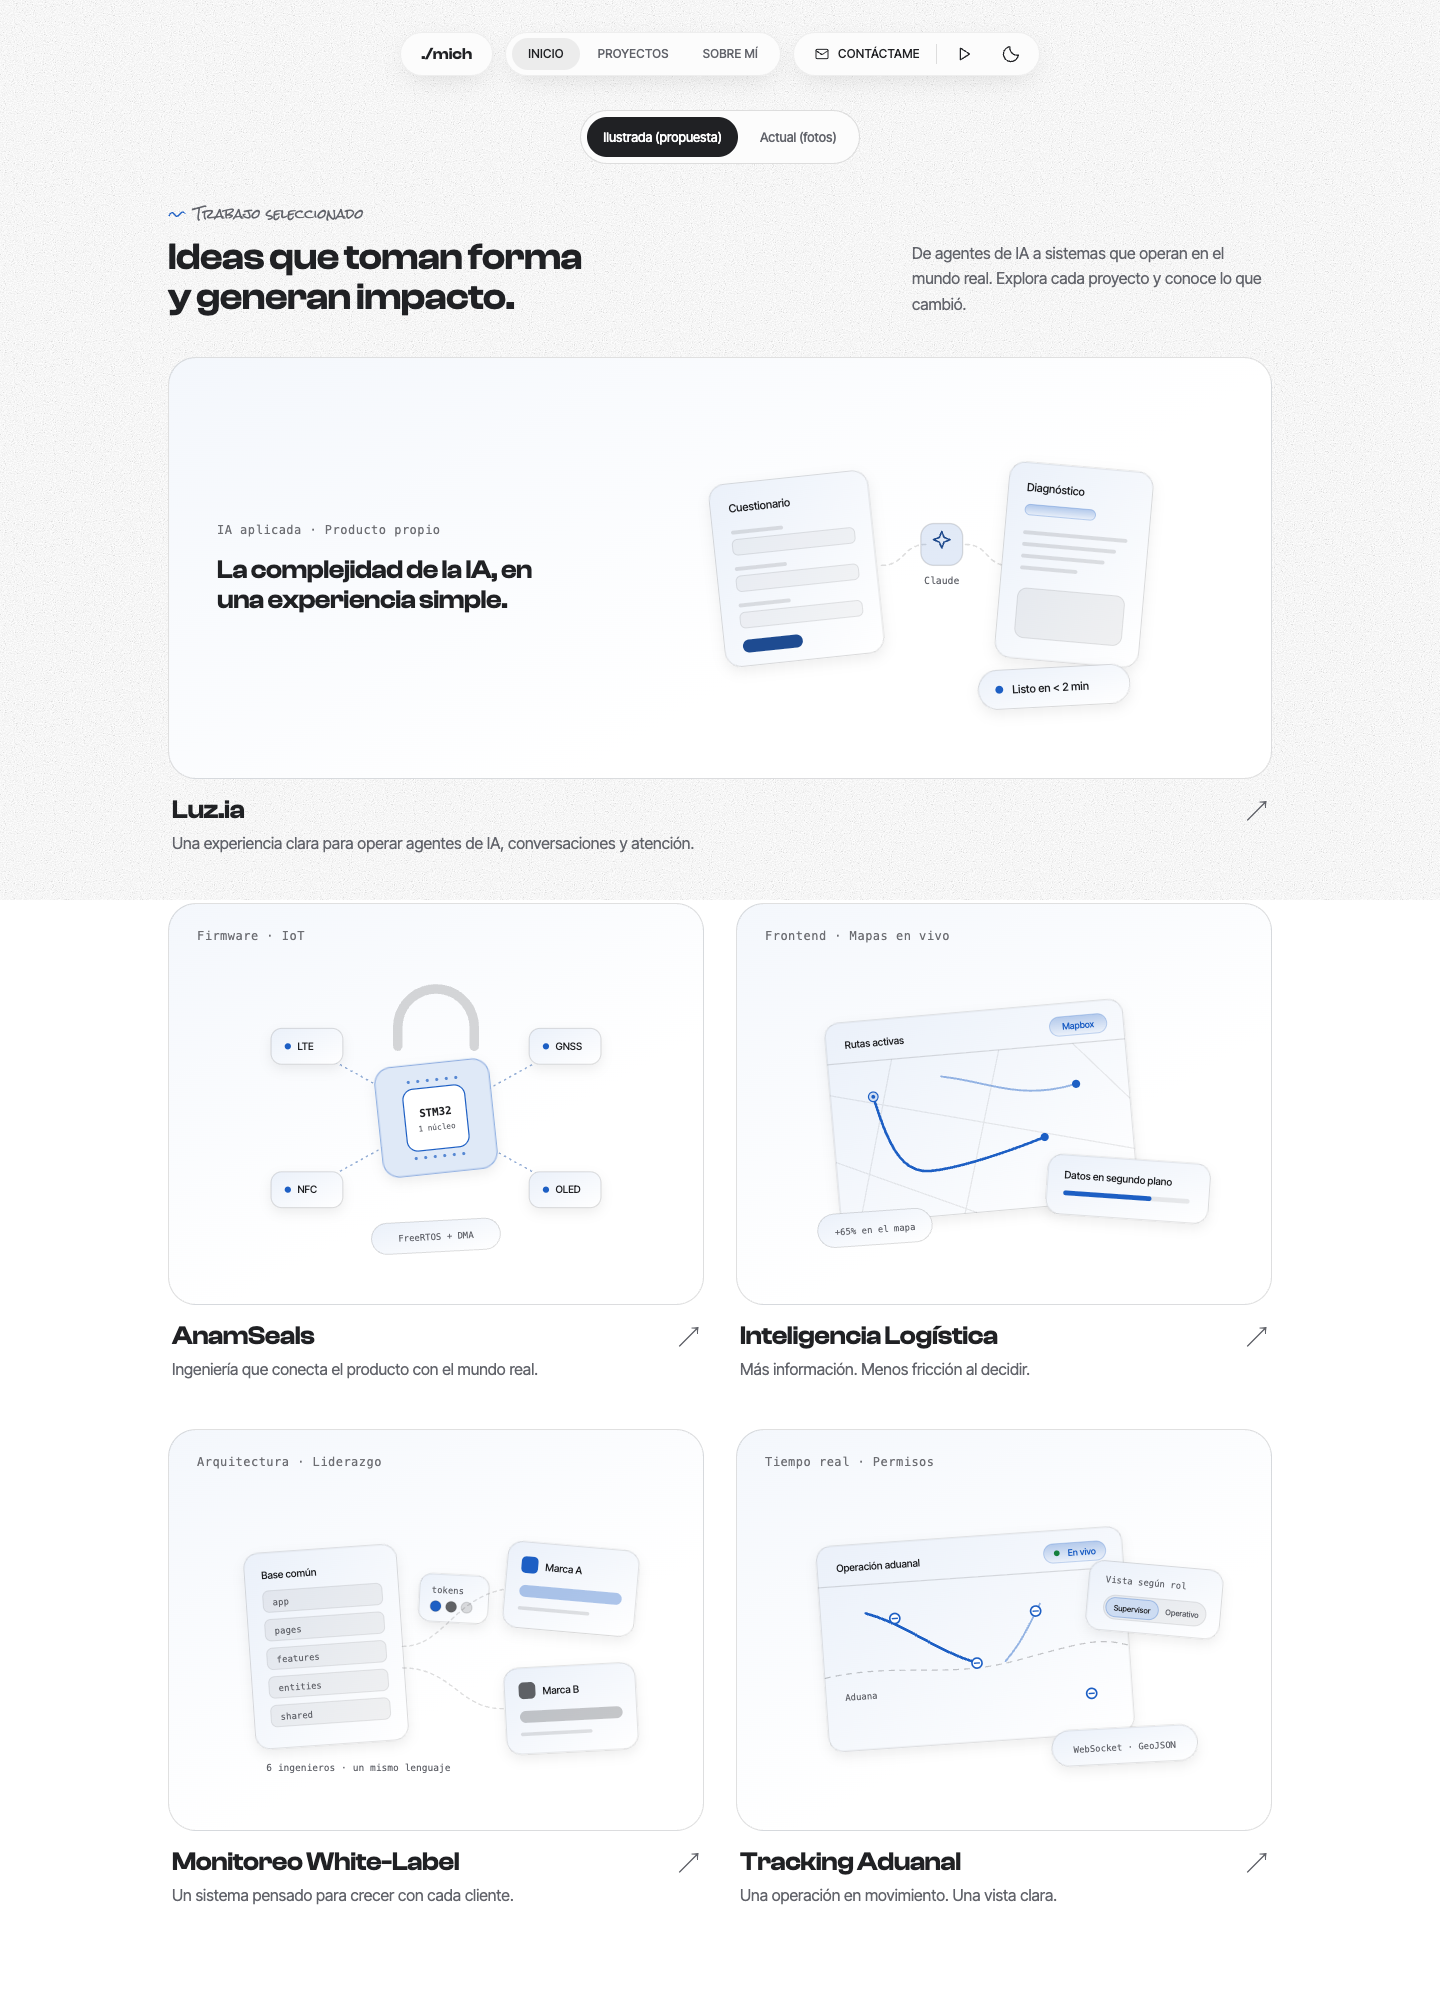 ./mich
INICIO
PROYECTOS
SOBRE MÍ
CONTÁCTAME
Ilustrada (propuesta)
Actual (fotos)
Trabajo seleccionado
Ideas que toman forma
y generan impacto.
De agentes de IA a sistemas que operan en el
mundo real. Explora cada proyecto y conoce lo que
cambió.
IA aplicada · Producto propio
La complejidad de la IA, en
una experiencia simple.
Cuestionario
Claude
Diagnóstico
Listo en < 2 min
Luz.ia
Una experiencia clara para operar agentes de IA, conversaciones y atención.
Firmware · IoT
LTE
GNSS
STM32
1 núcleo
NFC
OLED
FreeRTOS + DMA
AnamSeals
Ingeniería que conecta el producto con el mundo real.
Frontend · Mapas en vivo
Rutas activas
Mapbox
Datos en segundo plano
+65% en el mapa
Inteligencia Logística
Más información. Menos fricción al decidir.
Arquitectura · Liderazgo
Base común
app
pages
features
entities
shared
tokens
Marca A
Marca B
6 ingenieros · un mismo lenguaje
Monitoreo White-Label
Un sistema pensado para crecer con cada cliente.
Tiempo real · Permisos
Operación aduanal
En vivo
Vista según rol
Supervisor
Operativo
Aduana
WebSocket · GeoJSON
Tracking Aduanal
Una operación en movimiento. Una vista clara.